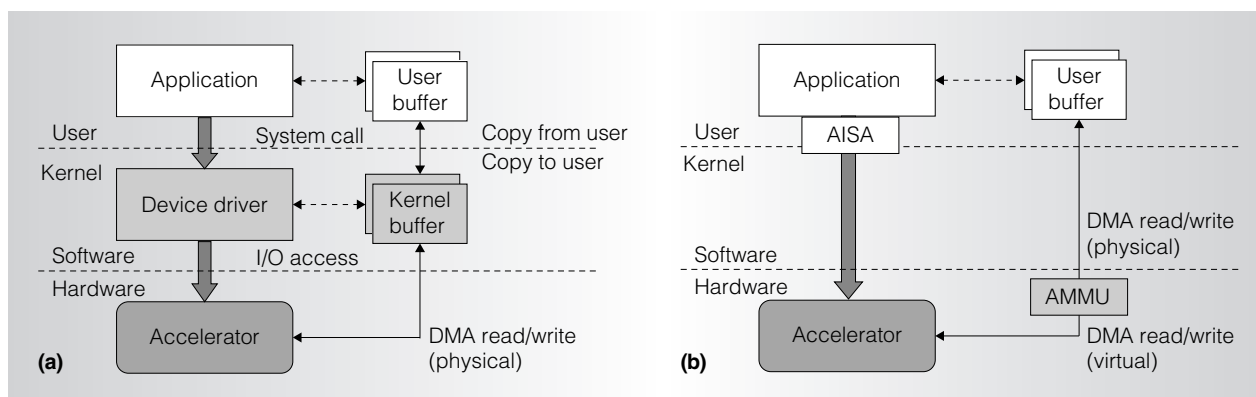 Application
User
buffer
User
System call
Copy from user
Kernel
Copy to user
Device driver
Kernel
buffer
Software
I/O access
Hardware
Accelerator
DMA read/write
(physical)
(a)
Application
User
buffer
User
AISA
Kernel
DMA read/write
(physical)
Software
Hardware
AMMU
Accelerator
DMA read/write
(virtual)
(b)